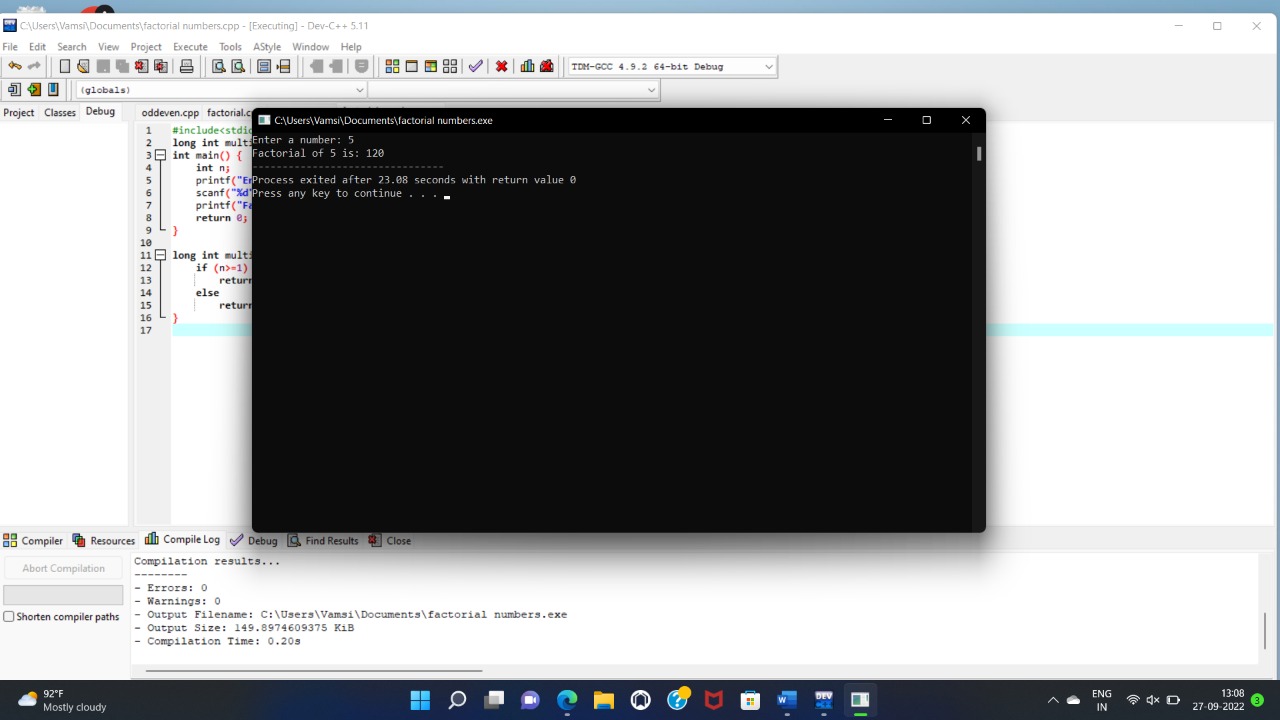 C:\Users\Vamsi\Documents\factorial numbers.cpp - [Executing] - Dev-C++ 5.11
File Edit Search View Project Execute Tools AStyle Window Help
TDM-GCC 4.9.2 64-bit Debug
(globals)
Project Classes Debug
oddeven.cpp factorial.c
C:\Users\Vamsi\Documents\factorial numbers.exe
Enter a number: 5
Factorial of 5 is: 120
--------------------------------
Process exited after 23.08 seconds with return value 0
Press any key to continue . . .
1 #include<stdio
2 long int multi
3 int main() {
4 int n;
5 printf("En
6 scanf("%d"
7 printf("Fa
8 return 0;
9 }
10
11 long int multi
12 if (n>=1)
13 return
14 else
15 return
16 }
17
Compiler Resources Compile Log Debug Find Results Close
Abort Compilation
Shorten compiler paths
Compilation results...
--------
- Errors: 0
- Warnings: 0
- Output Filename: C:\Users\Vamsi\Documents\factorial numbers.exe
- Output Size: 149.8974609375 KiB
- Compilation Time: 0.20s
92°F
Mostly cloudy
DEV
ENG
IN
13:08
27-09-2022
3